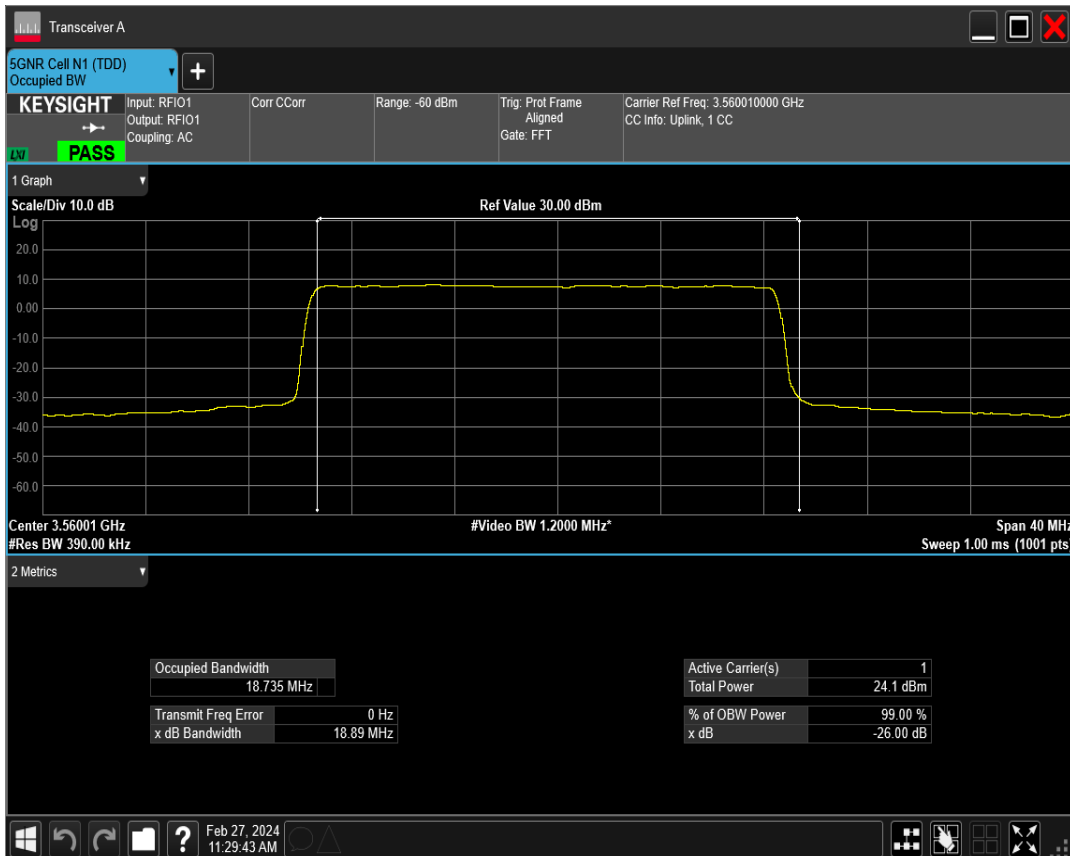 Transceiver A
5GNR Cell N1 (TDD)
Occupied BW
+
KEYSIGHT
LXI
PASS
Input: RFIO1
Output: RFIO1
Coupling: AC
Corr CCorr
Range: -60 dBm
Trig: Prot Frame
Aligned
Gate: FFT
Carrier Ref Freq: 3.560010000 GHz
CC Info: Uplink, 1 CC
1 Graph
Scale/Div 10.0 dB
Ref Value 30.00 dBm
Log
20.0
10.0
0.00
-10.0
-20.0
-30.0
-40.0
-50.0
-60.0
Center 3.56001 GHz
#Video BW 1.2000 MHz*
Span 40 MHz
#Res BW 390.00 kHz
Sweep 1.00 ms (1001 pts)
2 Metrics
Occupied Bandwidth
18.735 MHz
Transmit Freq Error 0 Hz
x dB Bandwidth 18.89 MHz
Active Carrier(s) 1
Total Power 24.1 dBm
% of OBW Power 99.00 %
x dB -26.00 dB
?
Feb 27, 2024
11:29:43 AM